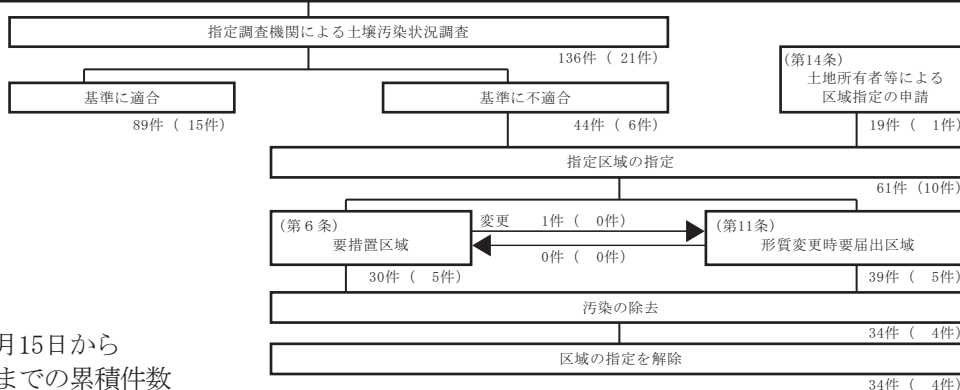 指定調査機関による土壌汚染状況調査
136件 ( 21件)
(第14条)
土地所有者等による
区域指定の申請
基準に適合
基準に不適合
89件 ( 15件)
44件 ( 6件)
19件 ( 1件)
指定区域の指定
61件 (10件)
(第6条)
要措置区域
変更 1件 ( 0件)
0件 ( 0件)
(第11条)
形質変更時要届出区域
30件 ( 5件)
39件 ( 5件)
汚染の除去
34件 ( 4件)
区域の指定を解除
34件 ( 4件)
月15日から
までの累積件数